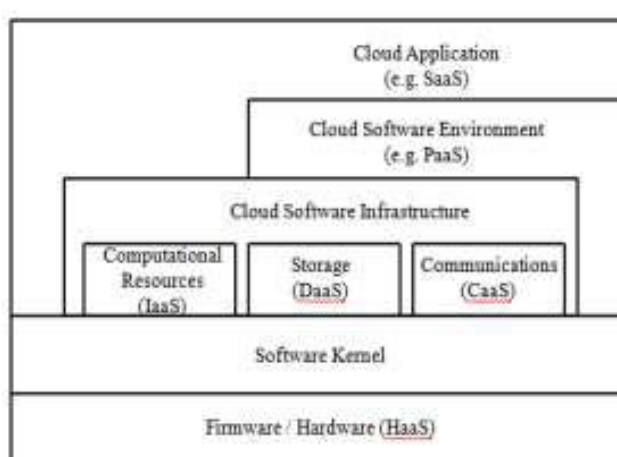 Cloud Application
(e.g. SaaS)
Cloud Software Environment
(e.g. PaaS)
Cloud Software Infrastructure
Computational
Resources
(IaaS)
Storage
(DaaS)
Communications
(CaaS)
Software Kernel
Firmware / Hardware (HaaS)